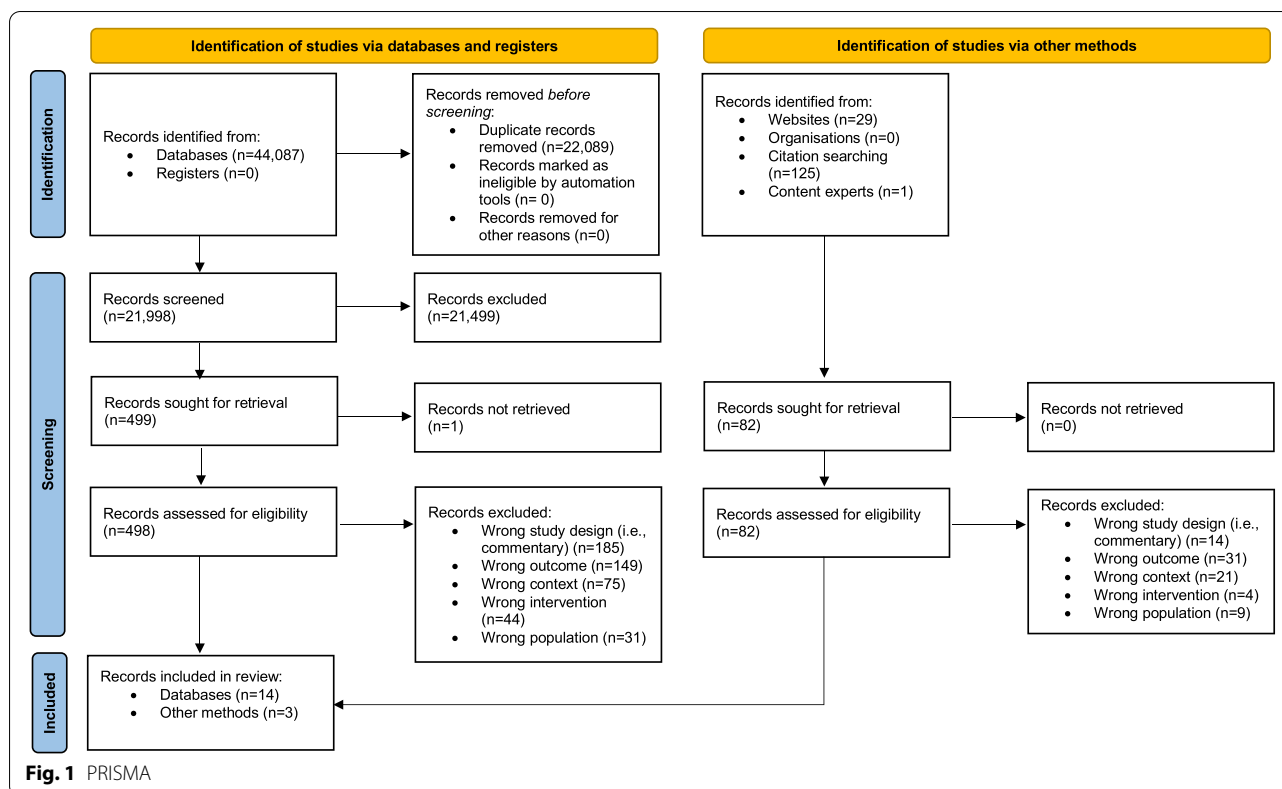 Identification of studies via databases and registers
Identification of studies via other methods
Identification
Records identified from:
• Databases (n=44,087)
• Registers (n=0)
Records removed before
screening:
• Duplicate records
removed (n=22,089)
• Records marked as
ineligible by automation
tools (n= 0)
• Records removed for
other reasons (n=0)
Records identified from:
• Websites (n=29)
• Organisations (n=0)
• Citation searching
(n=125)
• Content experts (n=1)
Screening
Records screened
(n=21,998)
Records excluded
(n=21,499)
Records sought for retrieval
(n=499)
Records not retrieved
(n=1)
Records sought for retrieval
(n=82)
Records not retrieved
(n=0)
Records assessed for eligibility
(n=498)
Records excluded:
• Wrong study design (i.e.,
commentary) (n=185)
• Wrong outcome (n=149)
• Wrong context (n=75)
• Wrong intervention
(n=44)
• Wrong population (n=31)
Records assessed for eligibility
(n=82)
Records excluded:
• Wrong study design (i.e.,
commentary) (n=14)
• Wrong outcome (n=31)
• Wrong context (n=21)
• Wrong intervention (n=4)
• Wrong population (n=9)
Included
Records included in review:
• Databases (n=14)
• Other methods (n=3)
Fig. 1 PRISMA